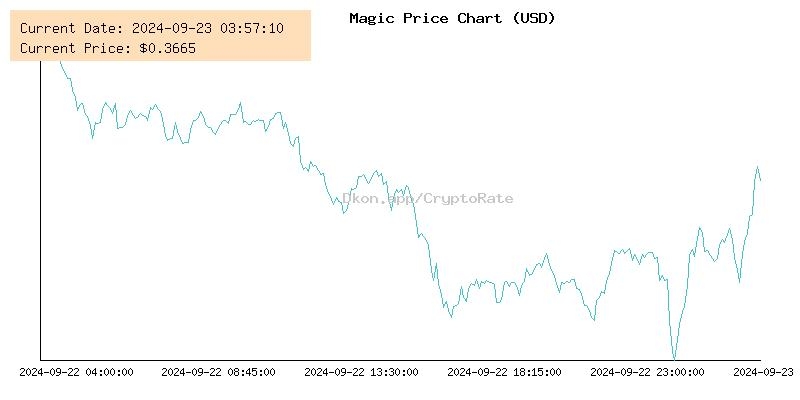 Magic Price Chart (USD)
Current Date: 2024-09-23 03:57:10
Current Price: $0.3665
Dkon.app/CryptoRate
2024-09-22 04:00:00
2024-09-22 08:45:00
2024-09-22 13:30:00
2024-09-22 18:15:00
2024-09-22 23:00:00
2024-09-23